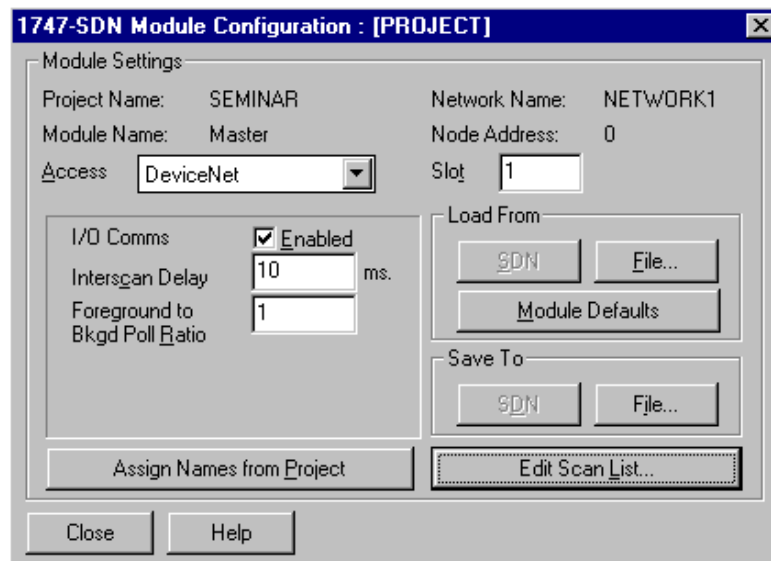 1747-SDN Module Configuration : [PROJECT]
Module Settings
Project Name: SEMINAR Network Name: NETWORK1
Module Name: Master Node Address: 0
Access DeviceNet Slot 1
Load From
I/O Comms Enabled
SDN File...
Interscan Delay 10 ms.
Foreground to
Bkgd Poll Ratio 1
Module Defaults
Save To
SDN File...
Assign Names from Project Edit Scan List...
Close Help